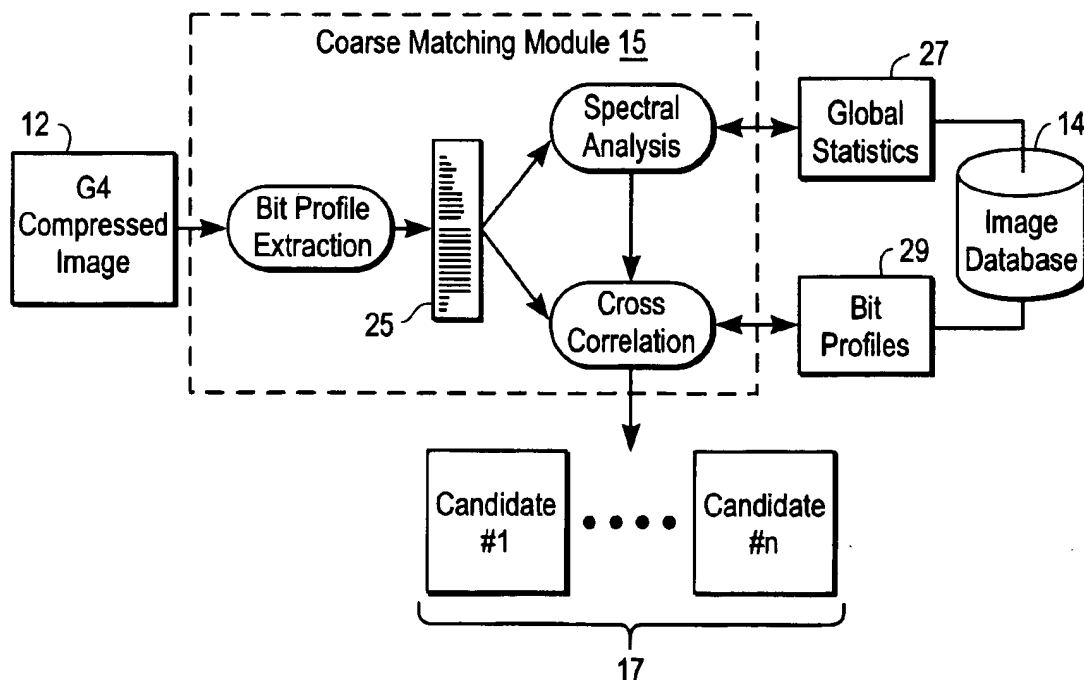 Coarse Matching Module 15
12
G4
Compressed
Image
Bit Profile
Extraction
25
Spectral
Analysis
Cross
Correlation
27
Global
Statistics
29
Bit
Profiles
14
Image
Database
Candidate
#1
Candidate
#n
17